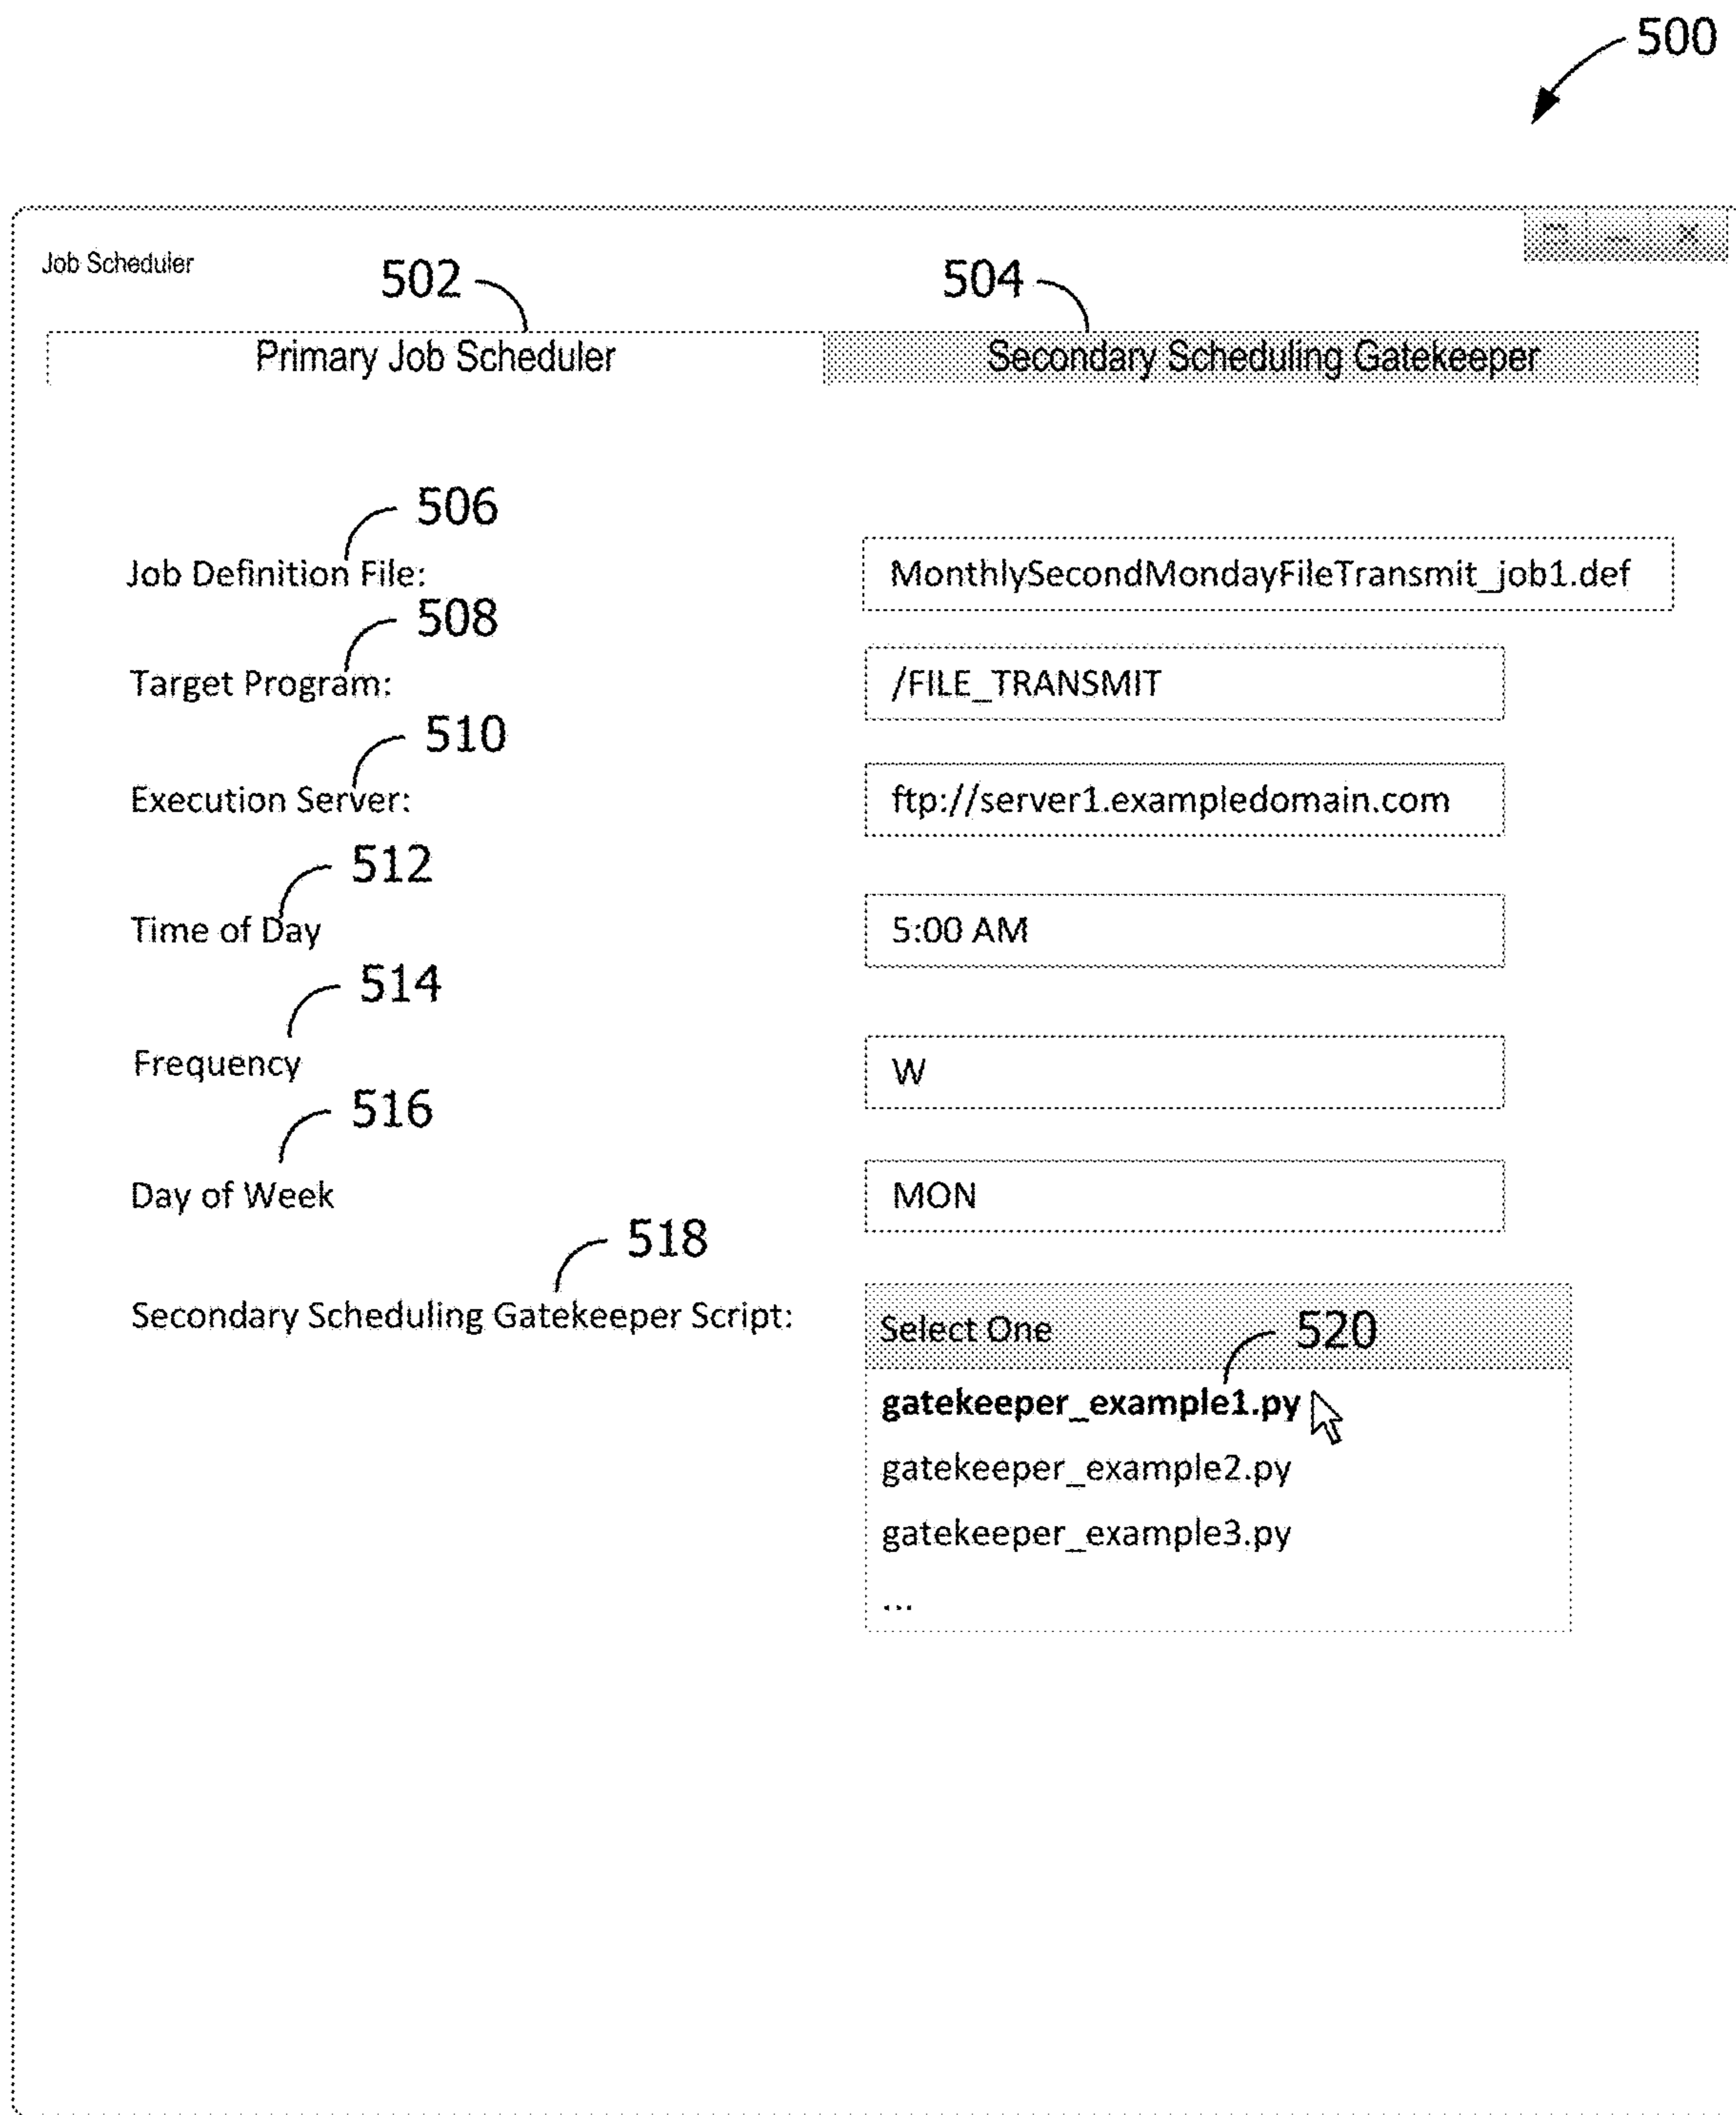 500
Job Scheduler
502
504
Primary Job Scheduler
Secondary Scheduling Gatekeeper
506
Job Definition File:
MonthlySecondMondayFileTransmit_job1.def
508
Target Program:
/FILE_TRANSMIT
510
Execution Server:
ftp://server1.exampledomain.com
512
Time of Day
5:00 AM
514
Frequency
W
516
Day of Week
MON
518
Secondary Scheduling Gatekeeper Script:
Select One
520
gatekeeper_example1.py
gatekeeper_example2.py
gatekeeper_example3.py
...